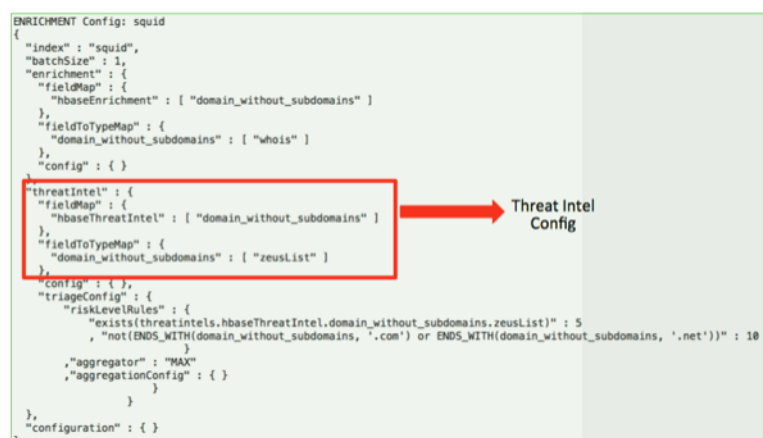 ENRICHMENT Config: squid
{
"index" : "squid",
"batchSize" : 1,
"enrichment" : {
"fieldMap" : {
"hbaseEnrichment" : [ "domain_without_subdomains" ]
},
"fieldToTypeMap" : {
"domain_without_subdomains" : [ "whois" ]
},
"config" : { }
},
"threatIntel" : {
"fieldMap" : {
"hbaseThreatIntel" : [ "domain_without_subdomains" ]
},
"fieldToTypeMap" : {
"domain_without_subdomains" : [ "zeusList" ]
},
"config" : { },
"triageConfig" : {
"riskLevelRules" : {
"exists(threatintels.hbaseThreatIntel.domain_without_subdomains.zeusList)" : 5
, "not(ENDS_WITH(domain_without_subdomains, '.com') or ENDS_WITH(domain_without_subdomains, '.net'))" : 10
}
,"aggregator" : "MAX"
,"aggregationConfig" : { }
}
}
},
"configuration" : { }
}
Threat Intel
Config